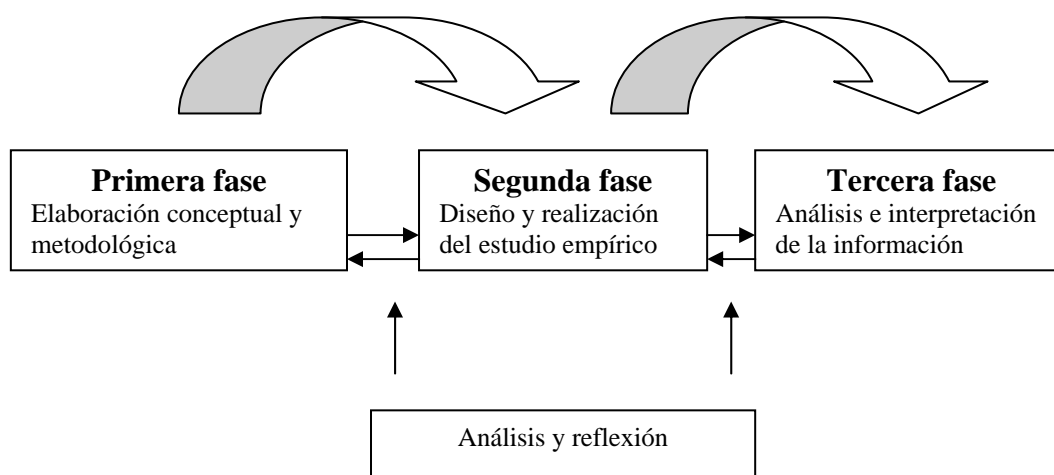 Primera fase
Elaboración conceptual y
metodológica
Segunda fase
Diseño y realización
del estudio empírico
Tercera fase
Análisis e interpretación
de la información
Análisis y reflexión